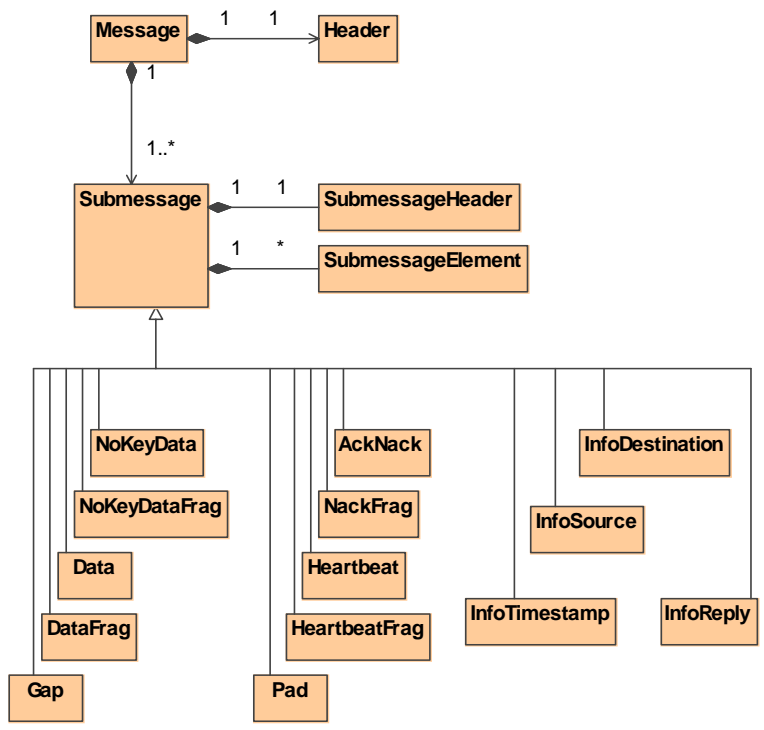 1 1
Message Header
1
1..*
Submessage 1 1 SubmessageHeader
1 * SubmessageElement
NoKeyData AckNack InfoDestination
NoKeyDataFrag NackFrag InfoSource
Data Heartbeat
InfoTimestamp InfoReply
DataFrag HeartbeatFrag
Gap Pad